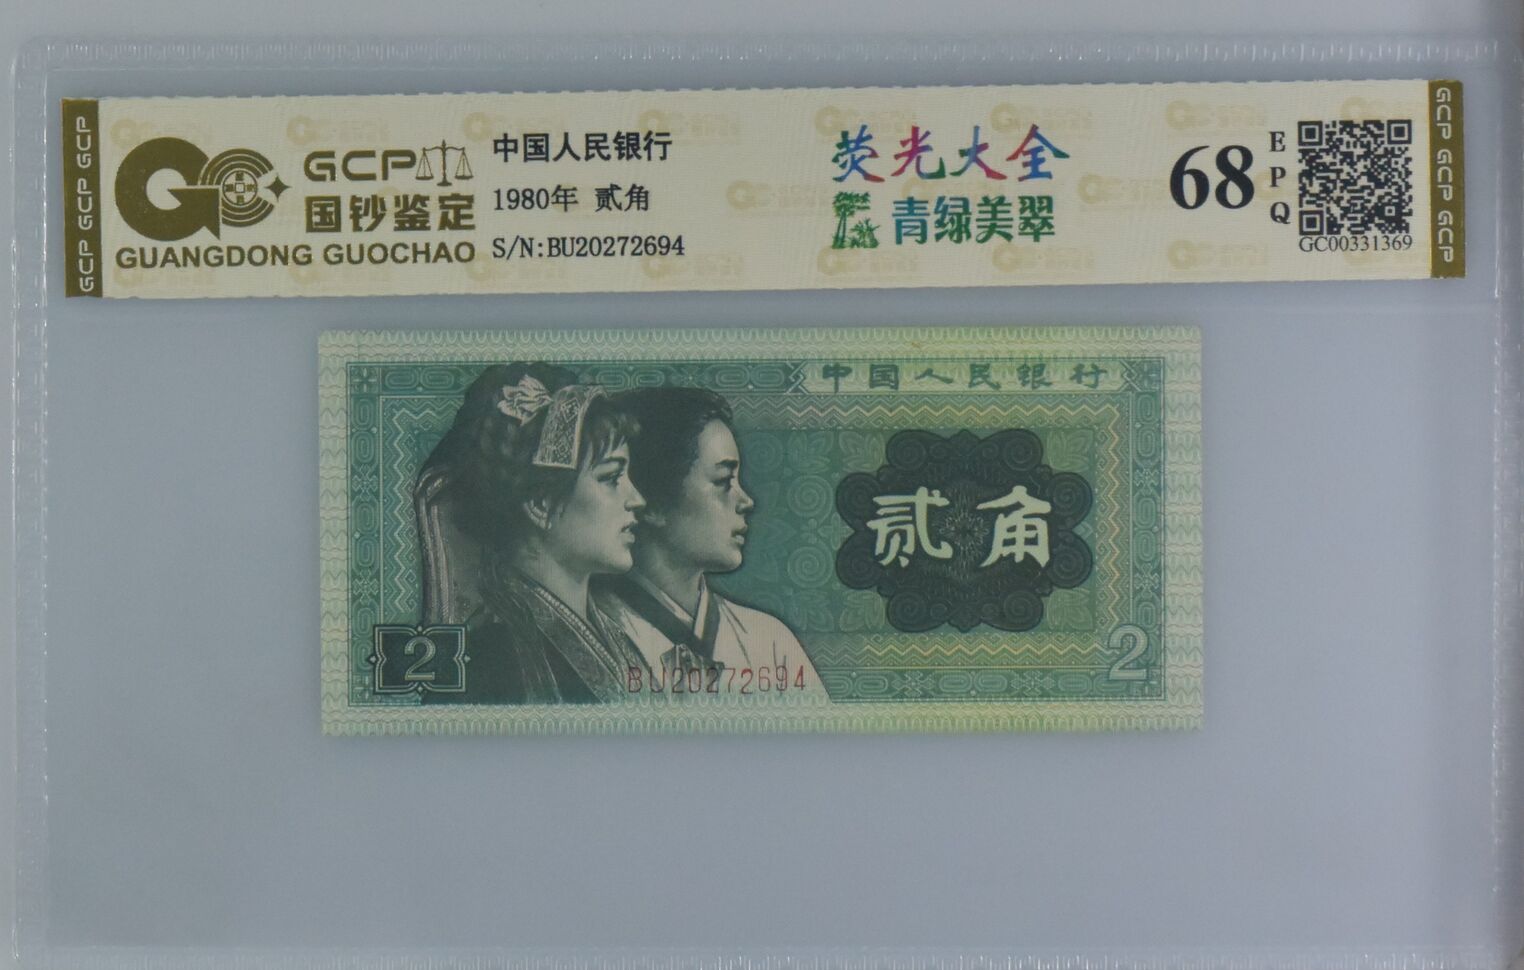 GCP GCP GCP
GCP
国钞鉴定
GUANGDONG GUOCHAO
中国人民银行
1980年 贰角
S/N:BU20272694
荧光大全
青绿美翠
68
EPQ
GC00331369
GCP GCP GCP
中国人民银行
贰角
2
BU20272694
2